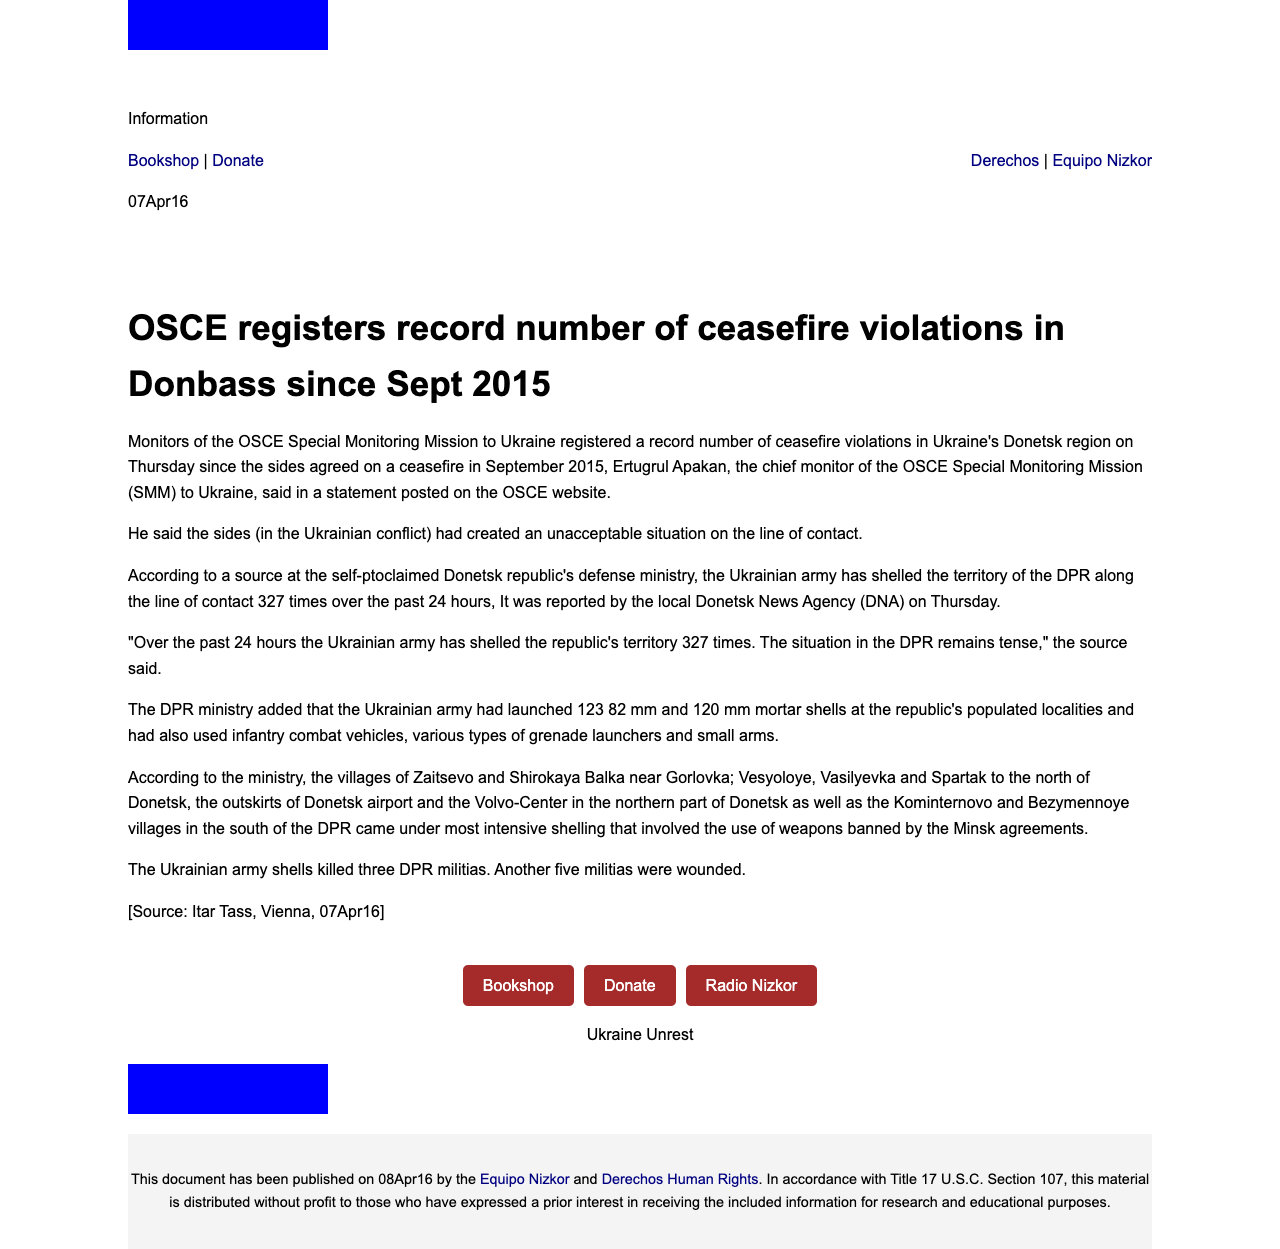 Information
Bookshop | Donate
Derechos | Equipo Nizkor
07Apr16
OSCE registers record number of ceasefire violations in
Donbass since Sept 2015
Monitors of the OSCE Special Monitoring Mission to Ukraine registered a record number of ceasefire violations in Ukraine's Donetsk region on
Thursday since the sides agreed on a ceasefire in September 2015, Ertugrul Apakan, the chief monitor of the OSCE Special Monitoring Mission
(SMM) to Ukraine, said in a statement posted on the OSCE website.
He said the sides (in the Ukrainian conflict) had created an unacceptable situation on the line of contact.
According to a source at the self-ptoclaimed Donetsk republic's defense ministry, the Ukrainian army has shelled the territory of the DPR along
the line of contact 327 times over the past 24 hours, It was reported by the local Donetsk News Agency (DNA) on Thursday.
"Over the past 24 hours the Ukrainian army has shelled the republic's territory 327 times. The situation in the DPR remains tense," the source
said.
The DPR ministry added that the Ukrainian army had launched 123 82 mm and 120 mm mortar shells at the republic's populated localities and
had also used infantry combat vehicles, various types of grenade launchers and small arms.
According to the ministry, the villages of Zaitsevo and Shirokaya Balka near Gorlovka; Vesyoloye, Vasilyevka and Spartak to the north of
Donetsk, the outskirts of Donetsk airport and the Volvo-Center in the northern part of Donetsk as well as the Kominternovo and Bezymennoye
villages in the south of the DPR came under most intensive shelling that involved the use of weapons banned by the Minsk agreements.
The Ukrainian army shells killed three DPR militias. Another five militias were wounded.
[Source: Itar Tass, Vienna, 07Apr16]
Bookshop
Donate
Radio Nizkor
Ukraine Unrest
This document has been published on 08Apr16 by the Equipo Nizkor and Derechos Human Rights. In accordance with Title 17 U.S.C. Section 107, this material
is distributed without profit to those who have expressed a prior interest in receiving the included information for research and educational purposes.